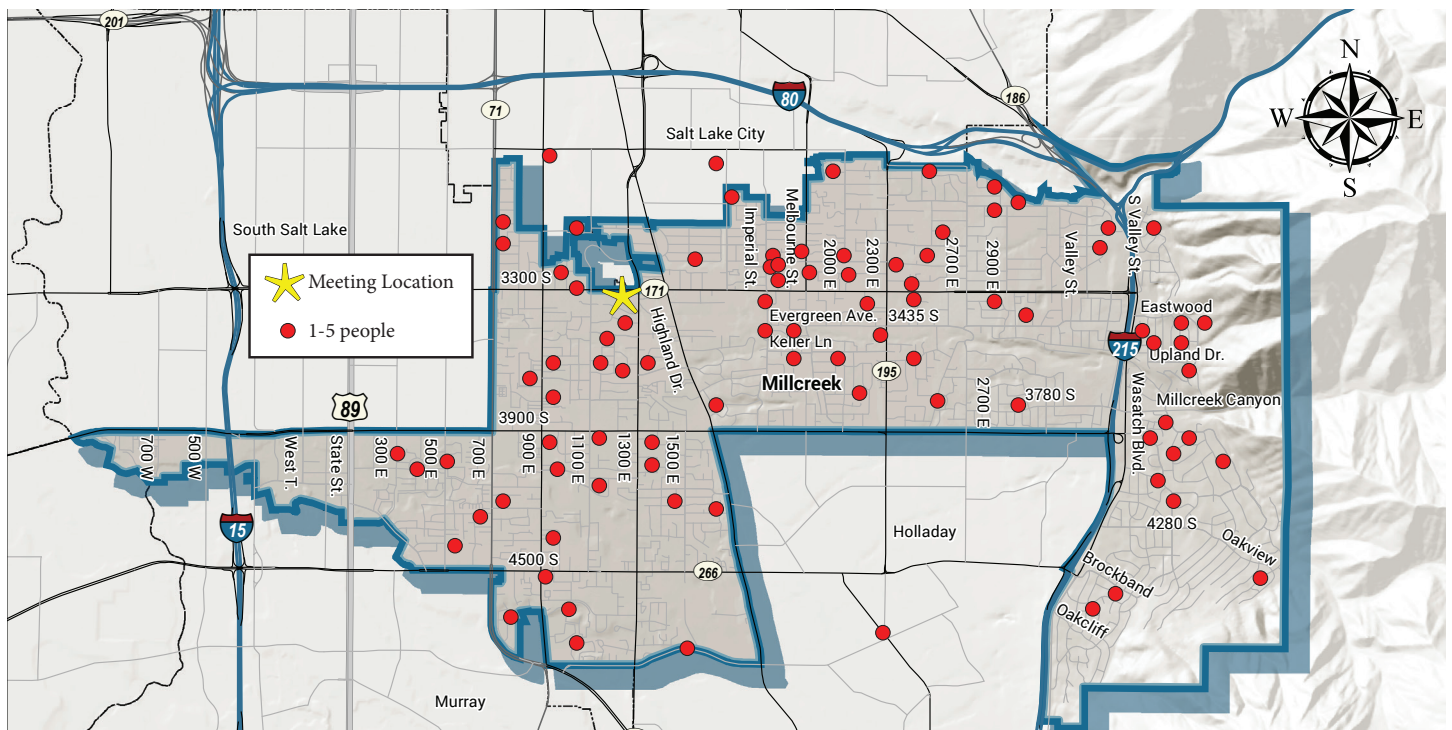 201
N
186
80
71
W
E
Salt Lake City
S
Imperial St.
Melbourne St.
2000 E
2300 E
2700 E
2900 E
Valley St.
S Valley St.
South Salt Lake
Meeting Location
3300 S
171
Eastwood
Evergreen Ave.
3435 S
1-5 people
Keller Ln
215
Upland Dr.
Highland Dr.
Millcreek
195
89
2700 E
3780 S
Millcreek Canyon
Wasatch Blvd.
3900 S
700 W
500 W
West T.
State St.
300 E
500 E
700 E
900 E
1100 E
1300 E
1500 E
15
4280 S
Holladay
Oakview
4500 S
266
Brockband
Oakcliff
Murray